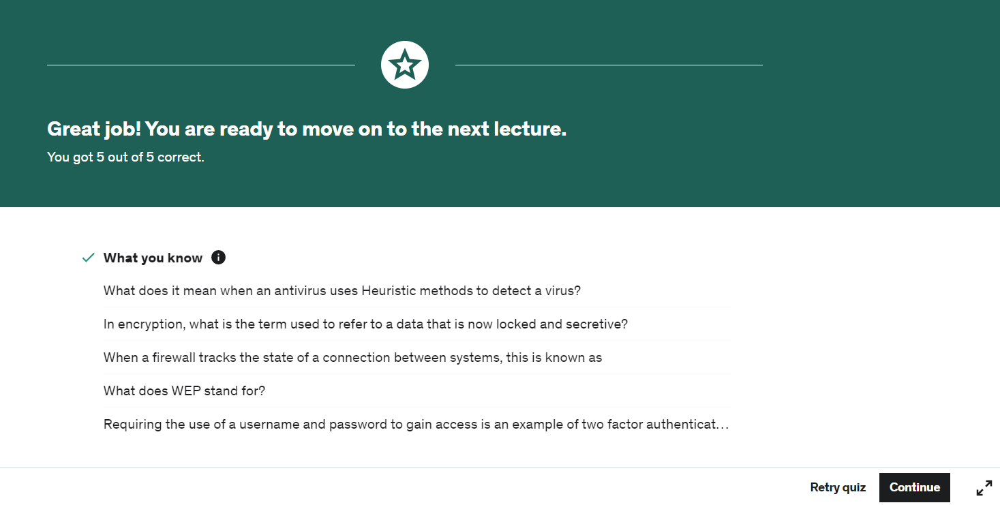 Great job! You are ready to move on to the next lecture.
You got 5 out of 5 correct.
What you know
What does it mean when an antivirus uses Heuristic methods to detect a virus?
In encryption, what is the term used to refer to a data that is now locked and secretive?
When a firewall tracks the state of a connection between systems, this is known as
What does WEP stand for?
Requiring the use of a username and password to gain access is an example of two factor authenticat...
Retry quiz
Continue